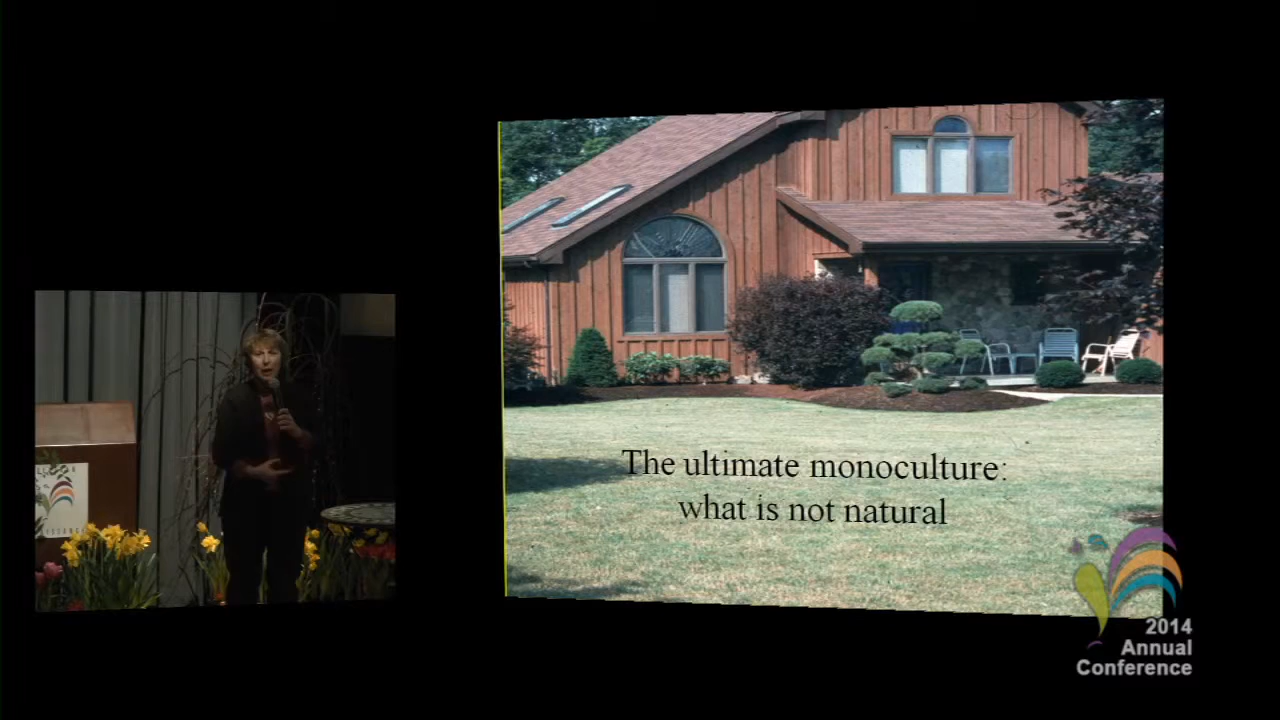 The ultimate monoculture:
what is not natural
2014
Annual
Conference